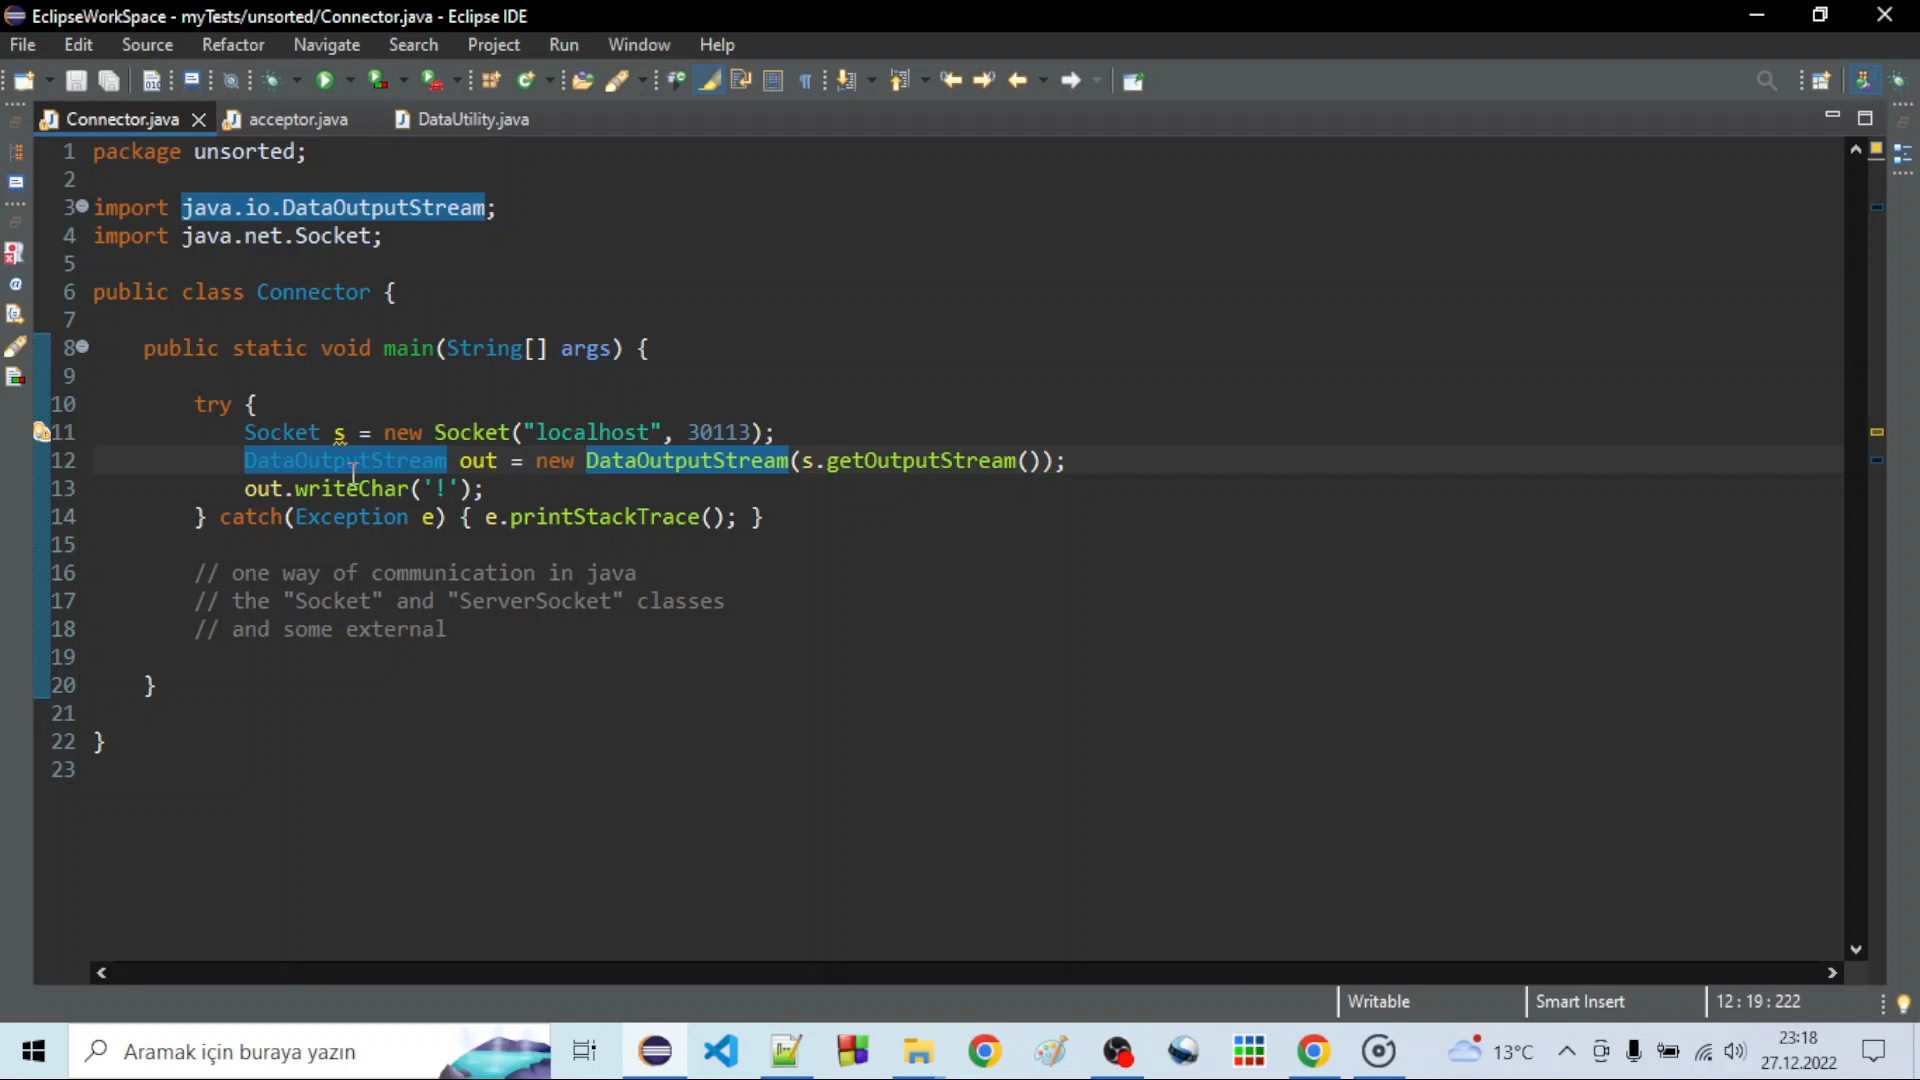 EclipseWorkSpace - myTests/unsorted/Connector.java - Eclipse IDE
File Edit Source Refactor Navigate Search Project Run Window Help
Connector.java acceptor.java DataUtility.java
1 package unsorted;
2
3 import java.io.DataOutputStream;
4 import java.net.Socket;
5
6 public class Connector {
7
8 public static void main(String[] args) {
9
10 try {
11 Socket s = new Socket("localhost", 30113);
12 DataOutputStream out = new DataOutputStream(s.getOutputStream());
13 out.writeChar('!');
14 } catch(Exception e) { e.printStackTrace(); }
15
16 // one way of communication in java
17 // the "Socket" and "ServerSocket" classes
18 // and some external
19
20 }
21
22 }
23
Writable Smart Insert 12 : 19 : 222
Aramak için buraya yazın 13°C 23:18
27.12.2022